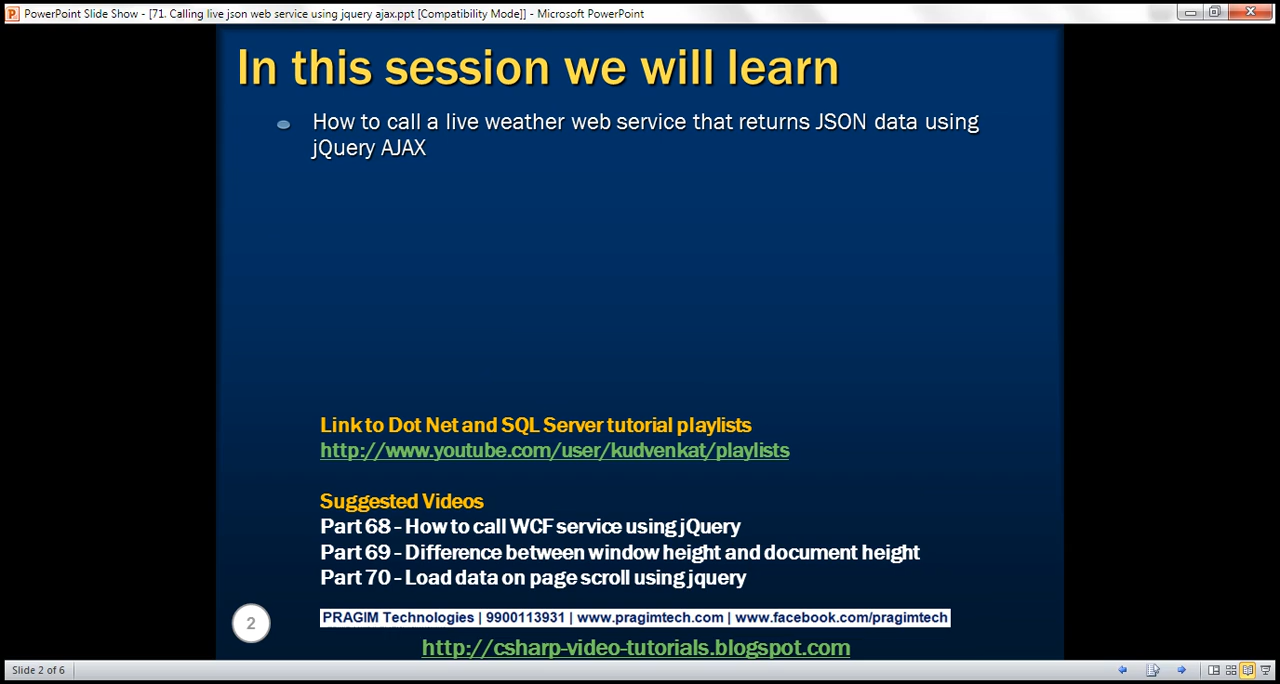 PowerPoint Slide Show - [71. Calling live json web service using jquery ajax.ppt [Compatibility Mode]] - Microsoft PowerPoint
In this session we will learn
How to call a live weather web service that returns JSON data using
jQuery AJAX
Link to Dot Net and SQL Server tutorial playlists
http://www.youtube.com/user/kudvenkat/playlists
Suggested Videos
Part 68 - How to call WCF service using jQuery
Part 69 - Difference between window height and document height
Part 70 - Load data on page scroll using jquery
2
PRAGIM Technologies | 9900113931 | www.pragimtech.com | www.facebook.com/pragimtech
http://csharp-video-tutorials.blogspot.com
Slide 2 of 6